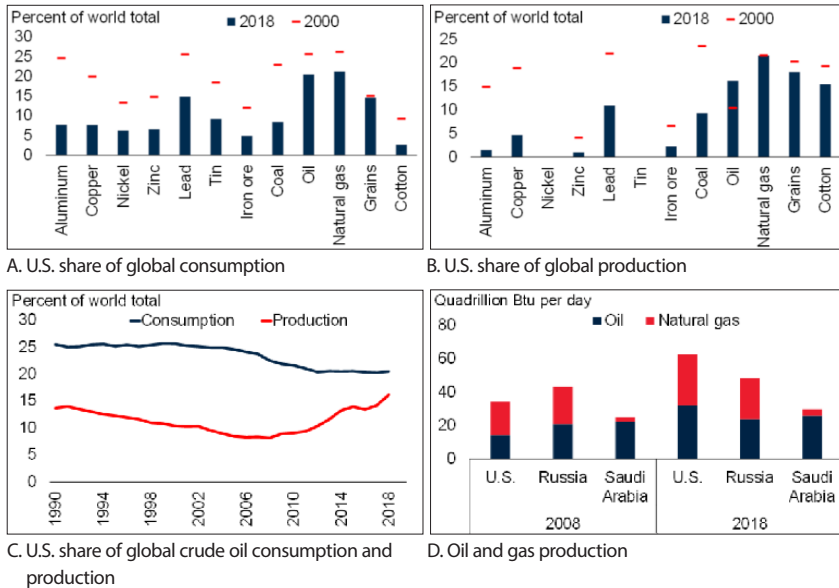 Percent of world total
2018 2000
30
25
20
15
10
5
0
Aluminum
Copper
Nickel
Zinc
Lead
Tin
Iron ore
Coal
Oil
Natural gas
Grains
Cotton
A. U.S. share of global consumption
Percent of world total
2018 2000
25
20
15
10
5
0
Aluminum
Copper
Nickel
Zinc
Lead
Tin
Iron ore
Coal
Oil
Natural gas
Grains
Cotton
B. U.S. share of global production
Percent of world total
Consumption Production
30
25
20
15
10
5
0
1990
1994
1998
2002
2006
2010
2014
2018
C. U.S. share of global crude oil consumption and
production
Quadrillion Btu per day
Oil Natural gas
80
60
40
20
0
U.S. Russia Saudi Arabia U.S. Russia Saudi Arabia
2008 2018
D. Oil and gas production